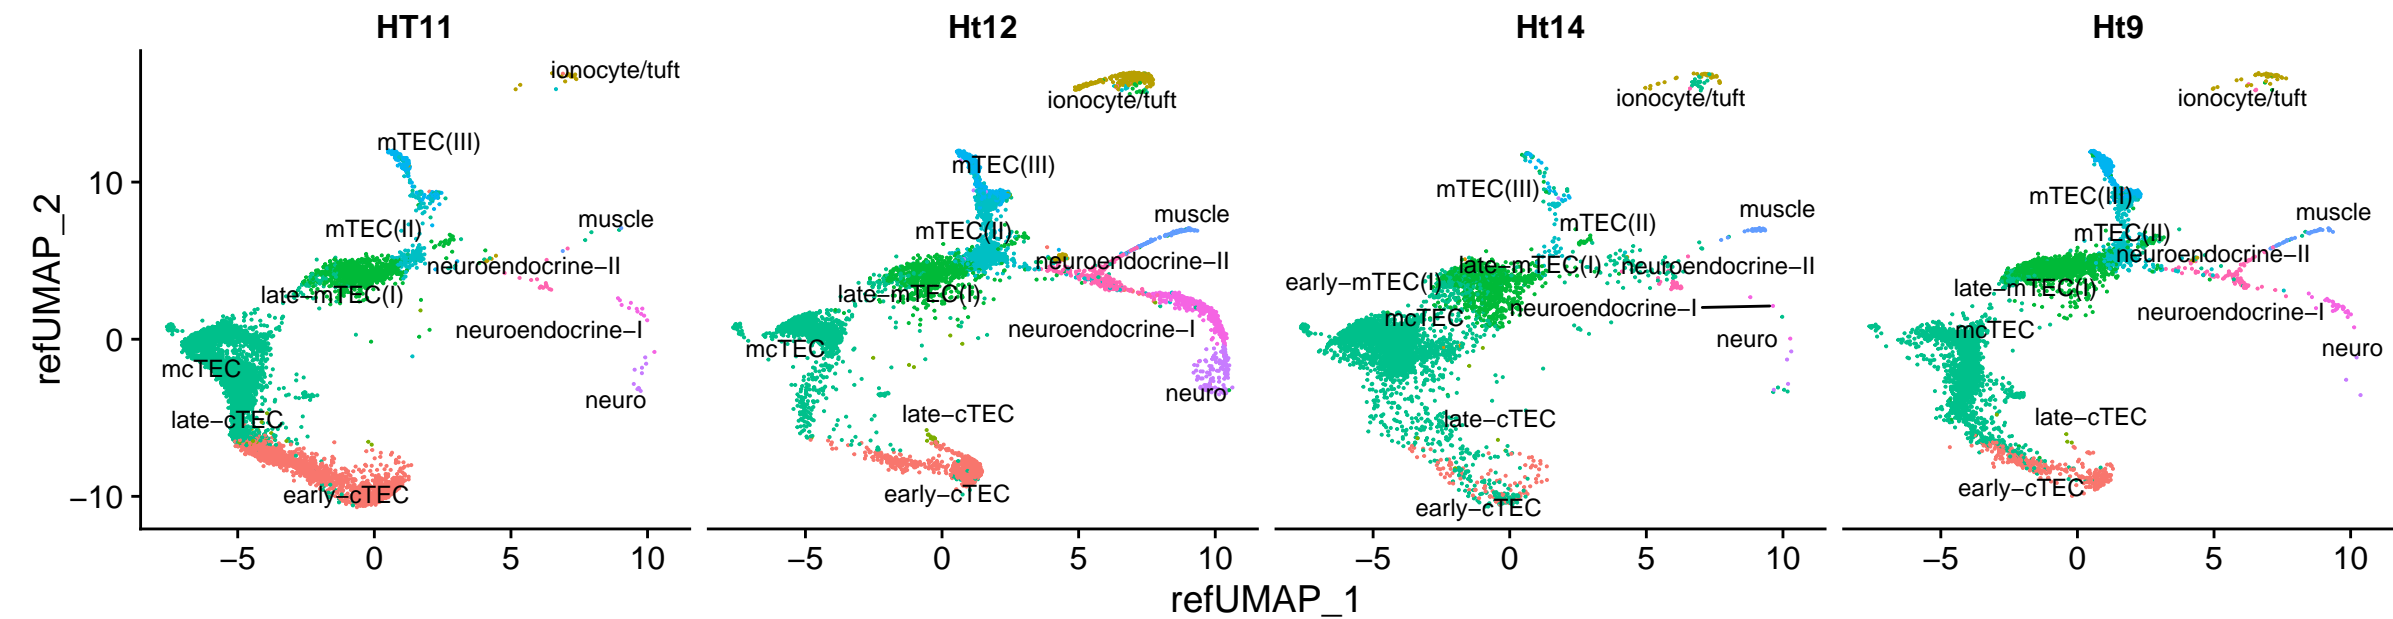 HT11
Ht12
Ht14
Ht9
refUMAP_2
10
0
−10
ionocyte/tuft
mTEC(III)
muscle
mTEC(II)
neuroendocrine−II
late−mTEC(I)
neuroendocrine−I
mcTEC
neuro
late−cTEC
early−cTEC
−5
0
5
10
ionocyte/tuft
mTEC(III)
muscle
mTEC(II)
neuroendocrine−II
late−mTEC(I)
neuroendocrine−I
mcTEC
neuro
late−cTEC
early−cTEC
−5
0
5
10
ionocyte/tuft
mTEC(III)
muscle
mTEC(II)
late−mTEC(I)
neuroendocrine−II
early−mTEC(I)
neuroendocrine−I
mcTEC
neuro
late−cTEC
early−cTEC
−5
0
5
10
ionocyte/tuft
mTEC(III)
muscle
mTEC(II)
neuroendocrine−II
late−mTEC(I)
neuroendocrine−I
mcTEC
neuro
late−cTEC
early−cTEC
−5
0
5
10
refUMAP_1